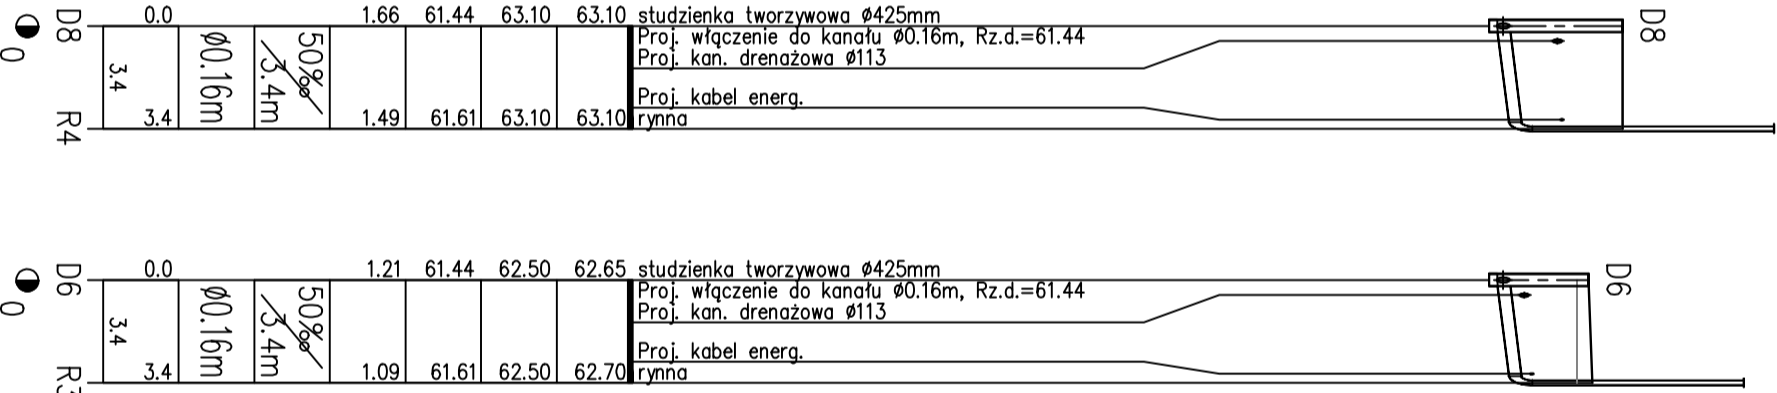 D8
0.0
1.66
61.44
63.10
63.10
studzienka tworzywowa Ø425mm
Proj. włączenie do kanału Ø0.16m, Rz.d.=61.44
Proj. kan. drenażowa Ø113
Proj. kabel energ.
rynna
3.4
Ø0.16m
50‰
3.4m
R4
3.4
1.49
61.61
63.10
63.10
0
D8
D6
0.0
1.21
61.44
62.50
62.65
studzienka tworzywowa Ø425mm
Proj. włączenie do kanału Ø0.16m, Rz.d.=61.44
Proj. kan. drenażowa Ø113
Proj. kabel energ.
rynna
3.4
Ø0.16m
50‰
3.4m
R3
3.4
1.09
61.61
62.50
62.70
0
D6